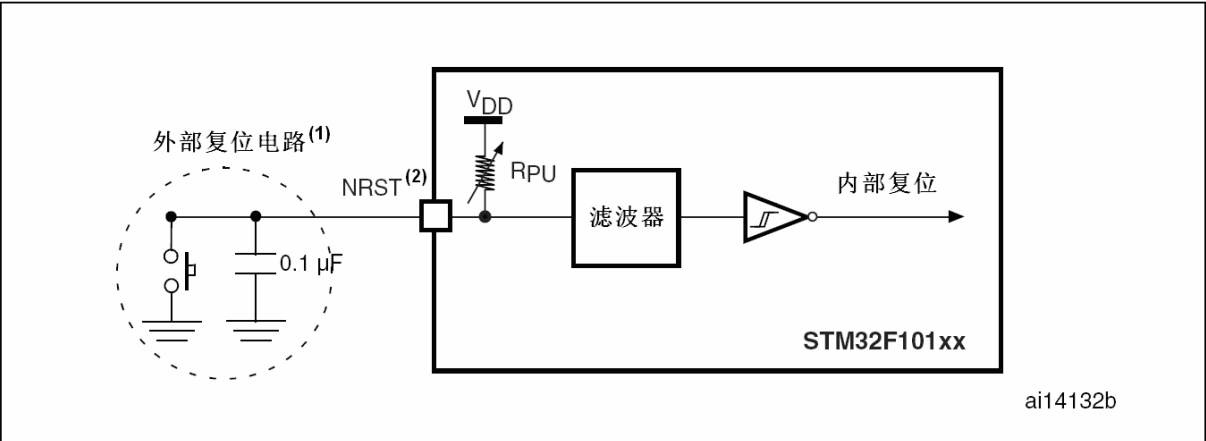 外部复位电路(1)
VDD
NRST(2)
RPU
滤波器
内部复位
0.1 µF
STM32F101xx
ai14132b